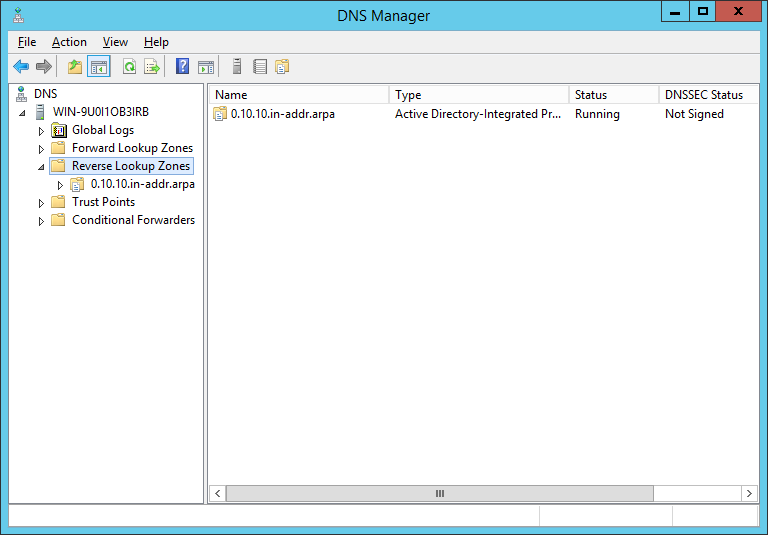 DNS Manager
File Action View Help
DNS
WIN-9U0I1OB3IRB
Global Logs
Forward Lookup Zones
Reverse Lookup Zones
0.10.10.in-addr.arpa
Trust Points
Conditional Forwarders
Name Type Status DNSSEC Status
0.10.10.in-addr.arpa Active Directory-Integrated Pr... Running Not Signed